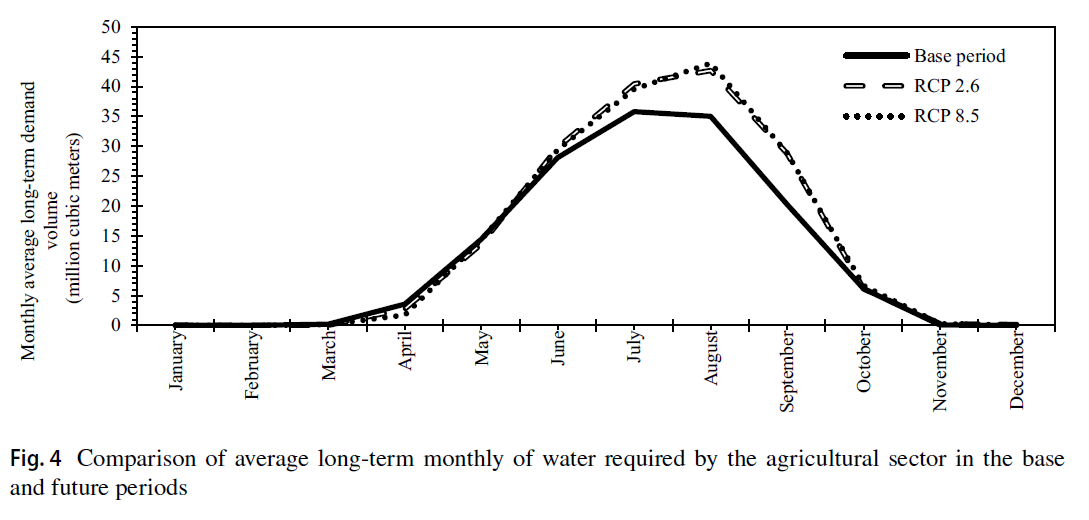 50
45
40
35
30
25
20
15
10
5
0
Monthly average long-term demand
volume
(million cubic meters)
Base period
RCP 2.6
RCP 8.5
January
February
March
April
May
June
July
August
September
October
November
December
Fig. 4 Comparison of average long-term monthly of water required by the agricultural sector in the base
and future periods